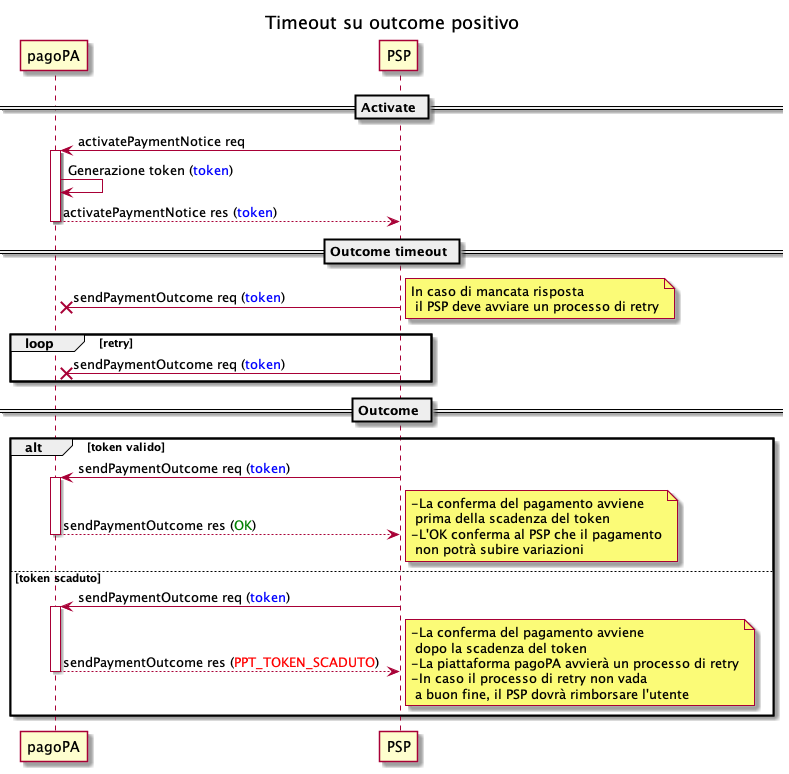 Timeout su outcome positivo
pagoPA
PSP
Activate
activatePaymentNotice req
Generazione token (token)
activatePaymentNotice res (token)
Outcome timeout
sendPaymentOutcome req (token)
In caso di mancata risposta
il PSP deve avviare un processo di retry
loop
[retry]
sendPaymentOutcome req (token)
Outcome
alt
[token valido]
sendPaymentOutcome req (token)
-La conferma del pagamento avviene
prima della scadenza del token
-L'OK conferma al PSP che il pagamento
non potrà subire variazioni
sendPaymentOutcome res (OK)
[token scaduto]
sendPaymentOutcome req (token)
-La conferma del pagamento avviene
dopo la scadenza del token
-La piattaforma pagoPA avvierà un processo di retry
-In caso il processo di retry non vada
a buon fine, il PSP dovrà rimborsare l'utente
sendPaymentOutcome res (PPT_TOKEN_SCADUTO)
pagoPA
PSP